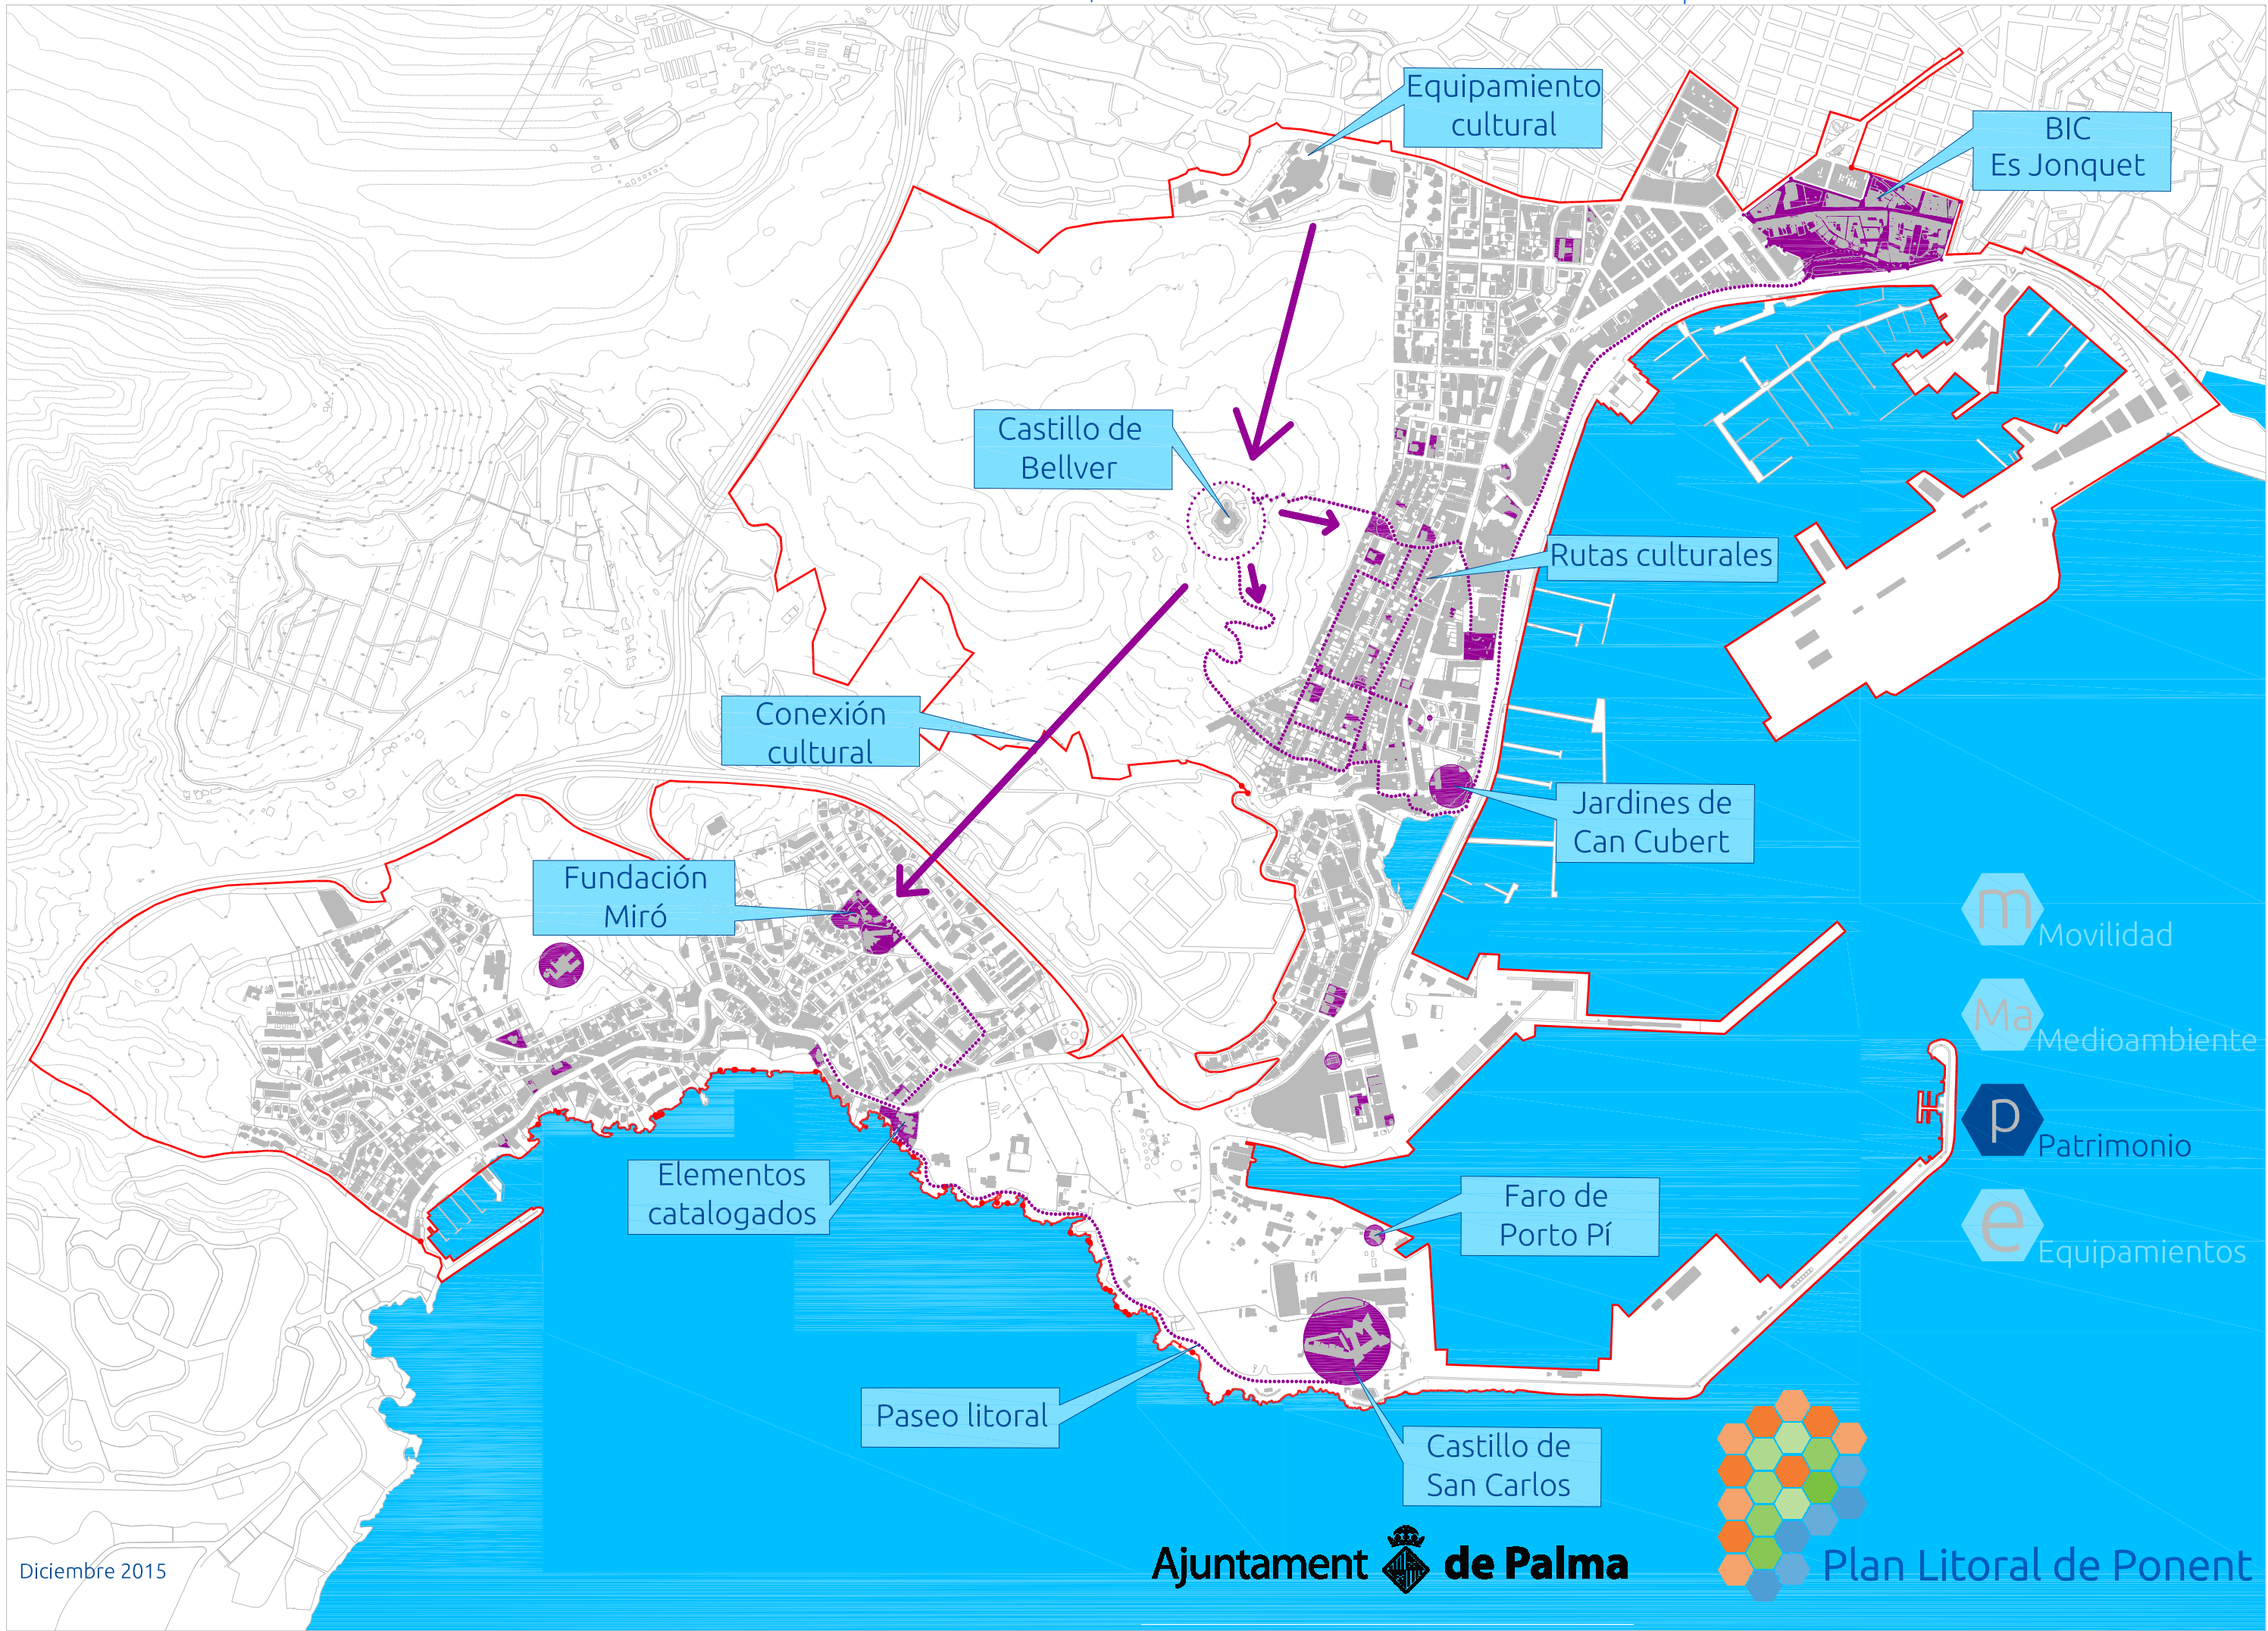 Equipamiento
cultural
BIC
Es Jonquet
Castillo de
Bellver
Rutas culturales
Conexión
cultural
Jardines de
Can Cubert
Fundación
Miró
m
Movilidad
Ma
Medioambiente
p
Patrimonio
e
Equipamientos
Elementos
catalogados
Faro de
Porto Pí
Paseo litoral
Castillo de
San Carlos
Diciembre 2015
Ajuntament de Palma
Plan Litoral de Ponent